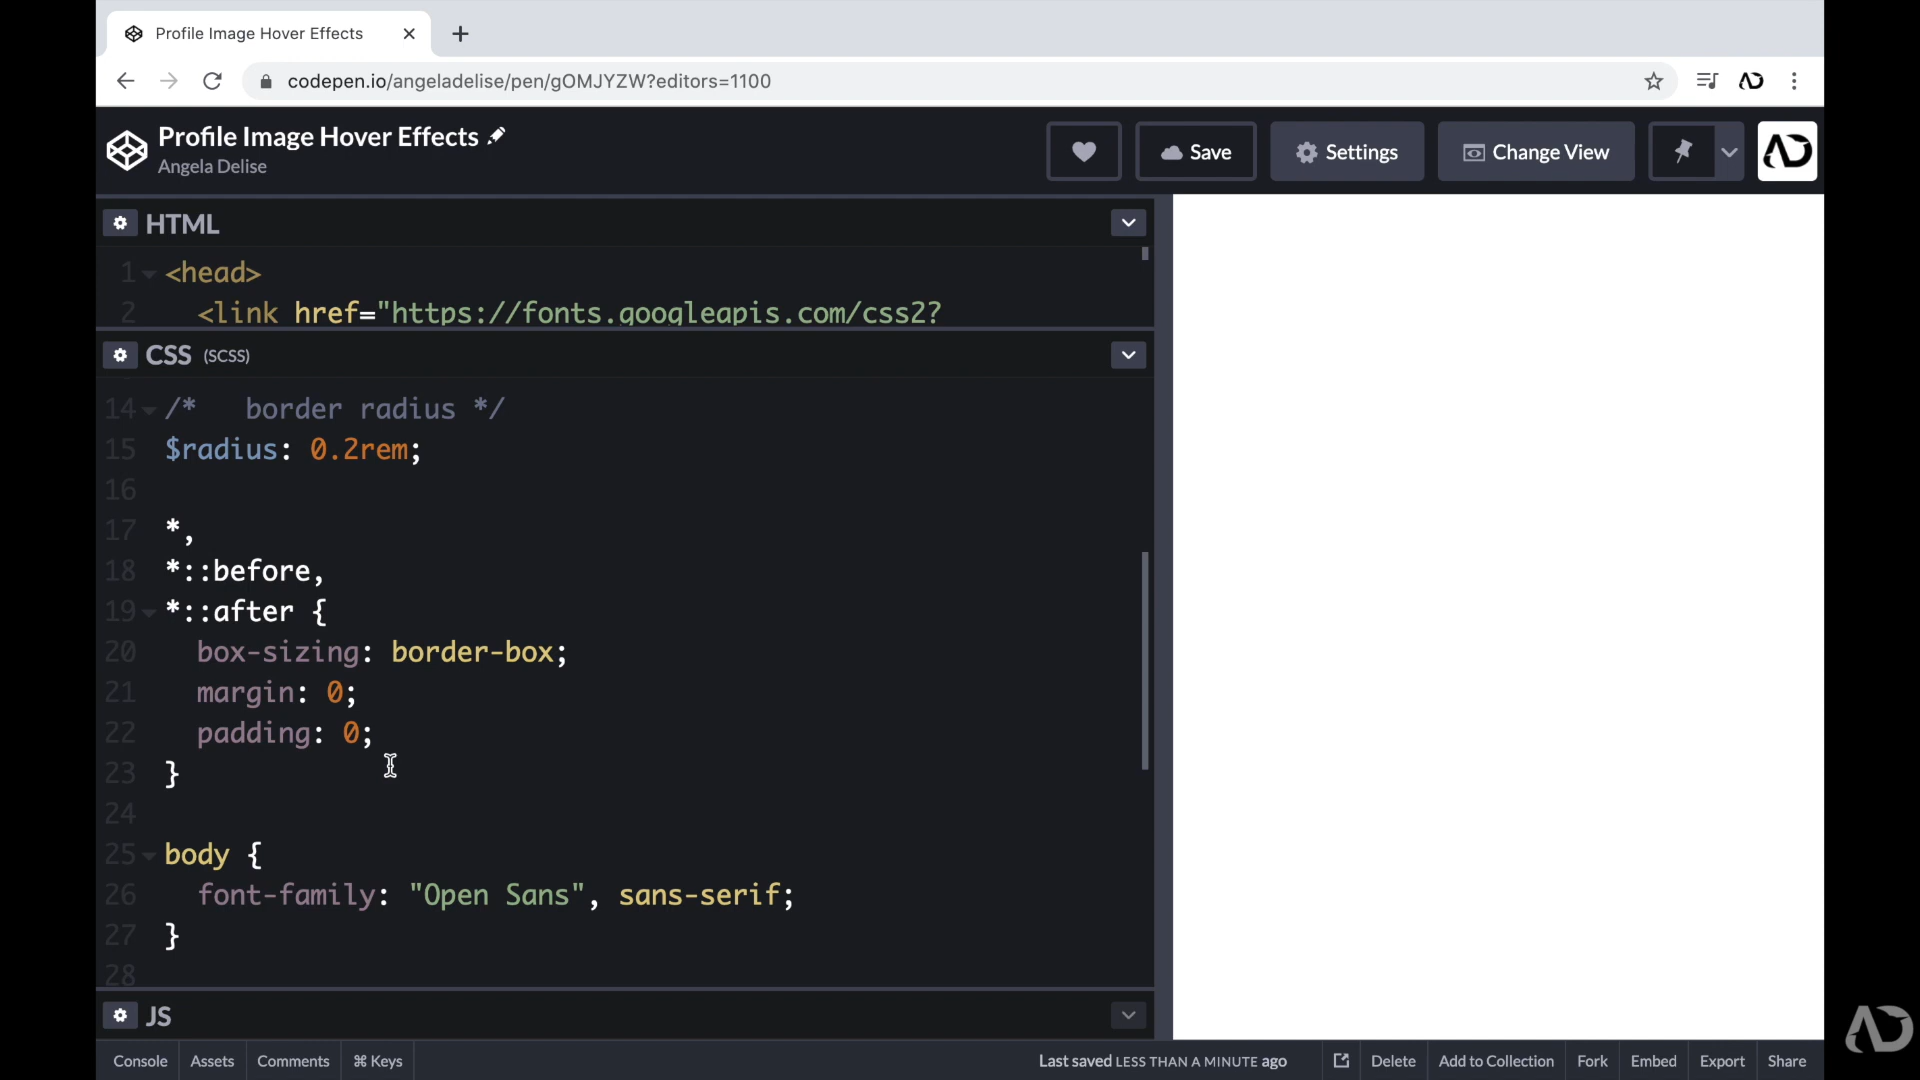 Profile Image Hover Effects
codepen.io/angeladelise/pen/gOMJYZW?editors=1100
Profile Image Hover Effects
Angela Delise
Save
Settings
Change View
HTML
1 <head>
2 <link href="https://fonts.googleapis.com/css2?
CSS (SCSS)
14 /* border radius */
15 $radius: 0.2rem;
16
17 *,
18 *::before,
19 *::after {
20 box-sizing: border-box;
21 margin: 0;
22 padding: 0;
23 }
24
25 body {
26 font-family: "Open Sans", sans-serif;
27 }
28
JS
Console Assets Comments ⌘ Keys Last saved LESS THAN A MINUTE ago Delete Add to Collection Fork Embed Export Share